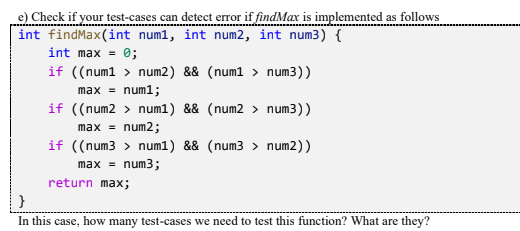 e) Check if your test-cases can detect error if findMax is implemented as follows
int findMax(int num1, int num2, int num3) {
    int max = 0;
    if ((num1 > num2) && (num1 > num3))
        max = num1;
    if ((num2 > num1) && (num2 > num3))
        max = num2;
    if ((num3 > num1) && (num3 > num2))
        max = num3;
    return max;
}
In this case, how many test-cases we need to test this function? What are they?